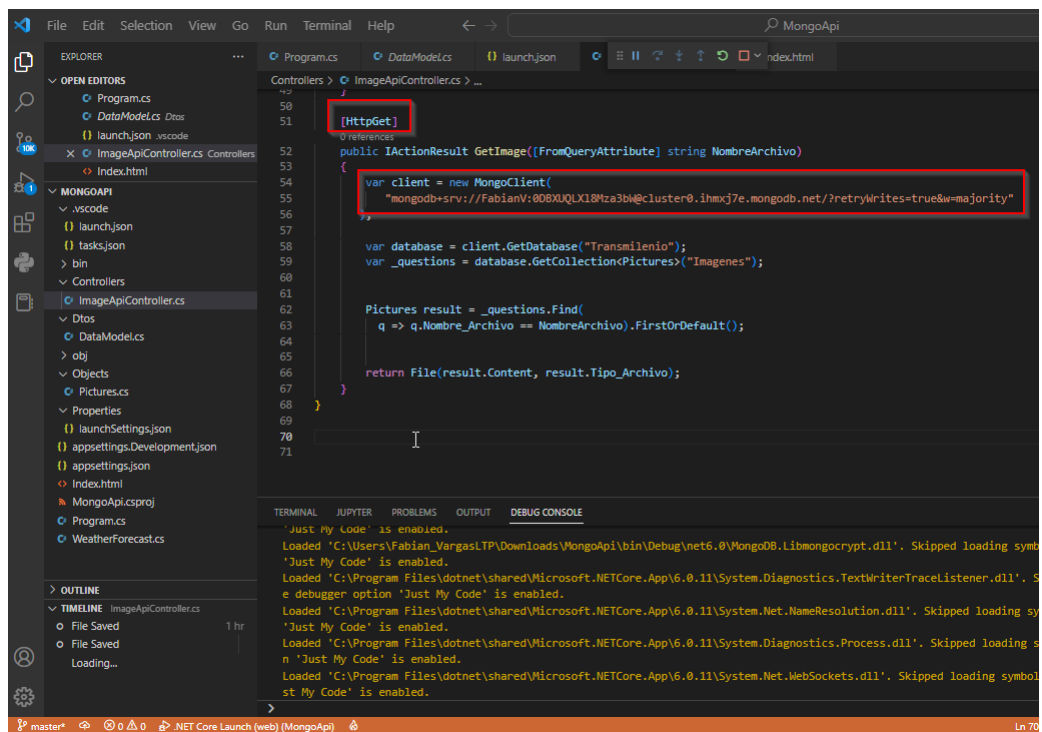 File Edit Selection View Go Run Terminal Help
MongoApi
EXPLORER
OPEN EDITORS
Program.cs
DataModel.cs Dtos
launch.json .vscode
ImageApiController.cs Controllers
Index.html
MONGOAPI
.vscode
launch.json
tasks.json
bin
Controllers
ImageApiController.cs
Dtos
DataModel.cs
obj
Objects
Pictures.cs
Properties
launchSettings.json
appsettings.Development.json
appsettings.json
Index.html
MongoApi.csproj
Program.cs
WeatherForecast.cs
OUTLINE
TIMELINE ImageApiController.cs
File Saved 1 hr
File Saved
Loading...
10K
1
Program.cs DataModel.cs launch.json ndex.html
Controllers > ImageApiController.cs > ...
49 }
50
51 [HttpGet]
0 references
52 public IActionResult GetImage([FromQueryAttribute] string NombreArchivo)
53 {
54 var client = new MongoClient(
55 "mongodb+srv://FabianV:0DBXUQLXl8Mza3bW@cluster0.ihmxj7e.mongodb.net/?retryWrites=true&w=majority"
56 );
57
58 var database = client.GetDatabase("Transmilenio");
59 var _questions = database.GetCollection<Pictures>("Imagenes");
60
61
62 Pictures result = _questions.Find(
63 q => q.Nombre_Archivo == NombreArchivo).FirstOrDefault();
64
65
66 return File(result.Content, result.Tipo_Archivo);
67 }
68 }
69
70
71
TERMINAL JUPYTER PROBLEMS OUTPUT DEBUG CONSOLE
'Just My Code' is enabled.
Loaded 'C:\Users\Fabian_VargasLTP\Downloads\MongoApi\bin\Debug\net6.0\MongoDB.Libmongocrypt.dll'. Skipped loading symb
'Just My Code' is enabled.
Loaded 'C:\Program Files\dotnet\shared\Microsoft.NETCore.App\6.0.11\System.Diagnostics.TextWriterTraceListener.dll'. S
e debugger option 'Just My Code' is enabled.
Loaded 'C:\Program Files\dotnet\shared\Microsoft.NETCore.App\6.0.11\System.Net.NameResolution.dll'. Skipped loading sy
'Just My Code' is enabled.
Loaded 'C:\Program Files\dotnet\shared\Microsoft.NETCore.App\6.0.11\System.Diagnostics.Process.dll'. Skipped loading s
n 'Just My Code' is enabled.
Loaded 'C:\Program Files\dotnet\shared\Microsoft.NETCore.App\6.0.11\System.Net.WebSockets.dll'. Skipped loading symbol
st My Code' is enabled.
>
master* 0 0 .NET Core Launch (web) (MongoApi) Ln 70